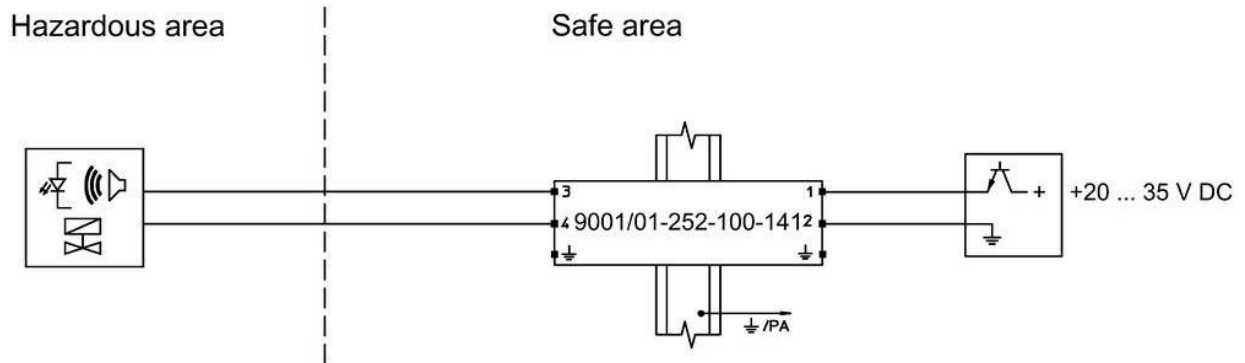 Hazardous area
Safe area
3
1
+
+20 ... 35 V DC
4
9001/01-252-100-141
2
/PA